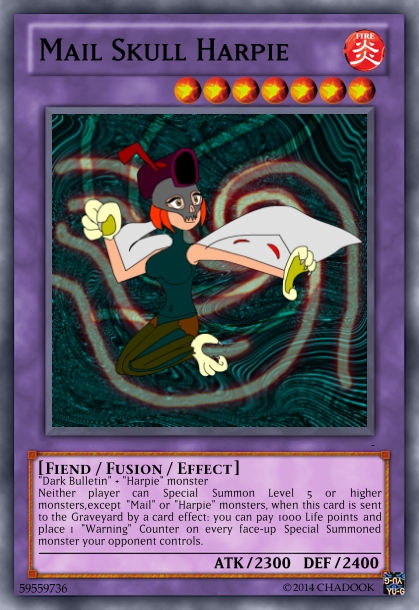 Mail Skull Harpie
FIRE
炎
[Fiend / Fusion / Effect]
"Dark Bulletin" + "Harpie" monster
Neither player can Special Summon Level 5 or higher
monsters,except "Mail" or "Harpie" monsters, when this card is sent
to the Graveyard by a card effect: you can pay 1000 Life points and
place 1 "Warning" Counter on every face-up Special Summoned
monster your opponent controls.
ATK/2300 DEF/2400
59559736
©2014 CHADOOK
YU-G